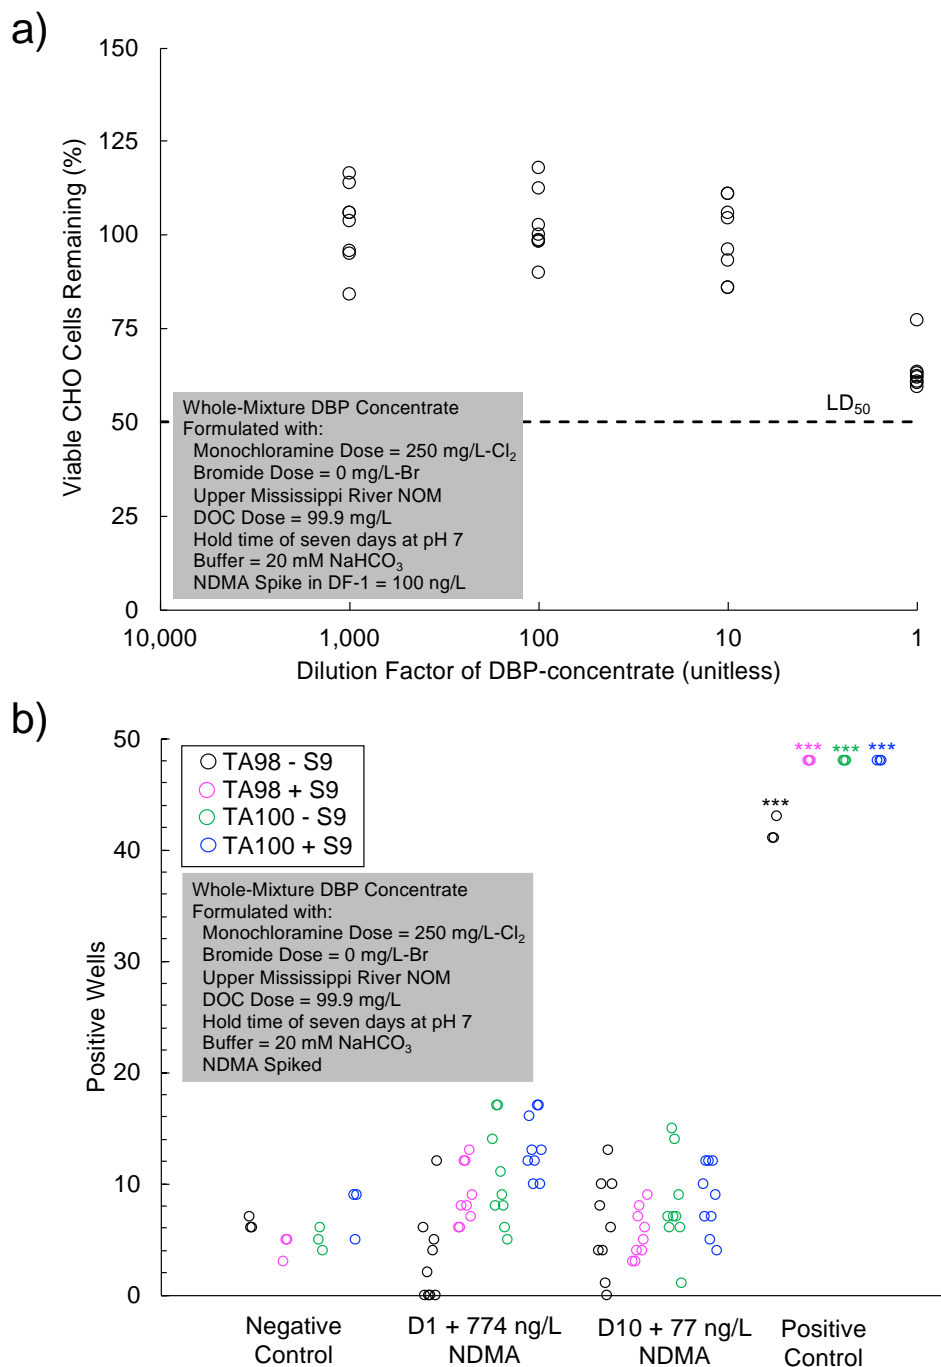 a)
150
125
100
75
50
25
0
Viable CHO Cells Remaining (%)
LD₅₀
Whole-Mixture DBP Concentrate
Formulated with:
Monochloramine Dose = 250 mg/L-Cl₂
Bromide Dose = 0 mg/L-Br
Upper Mississippi River NOM
DOC Dose = 99.9 mg/L
Hold time of seven days at pH 7
Buffer = 20 mM NaHCO₃
NDMA Spike in DF-1 = 100 ng/L
10,000 1,000 100 10 1
Dilution Factor of DBP-concentrate (unitless)
b)
50
40
30
20
10
0
Positive Wells
TA98 - S9
TA98 + S9
TA100 - S9
TA100 + S9
*** *** *** ***
Whole-Mixture DBP Concentrate
Formulated with:
Monochloramine Dose = 250 mg/L-Cl₂
Bromide Dose = 0 mg/L-Br
Upper Mississippi River NOM
DOC Dose = 99.9 mg/L
Hold time of seven days at pH 7
Buffer = 20 mM NaHCO₃
NDMA Spiked
Negative
Control
D1 + 774 ng/L
NDMA
D10 + 77 ng/L
NDMA
Positive
Control